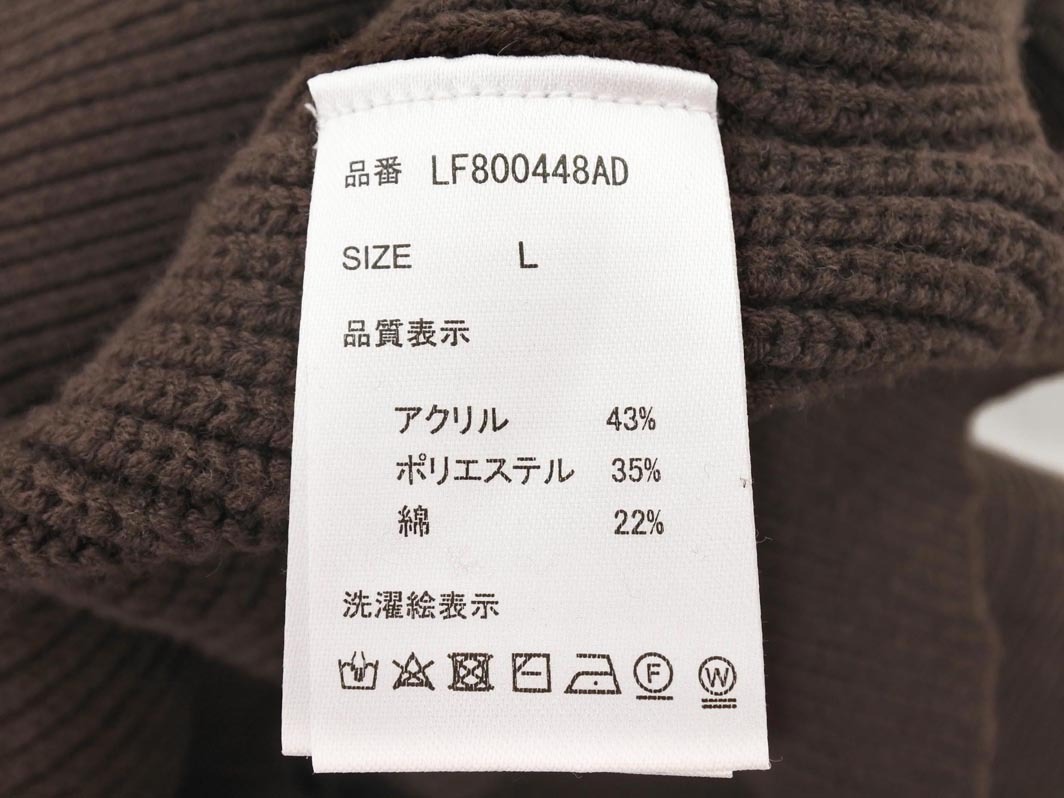 品番 LF800448AD
SIZE L
品質表示
アクリル 43%
ポリエステル 35%
綿 22%
洗濯絵表示
F W